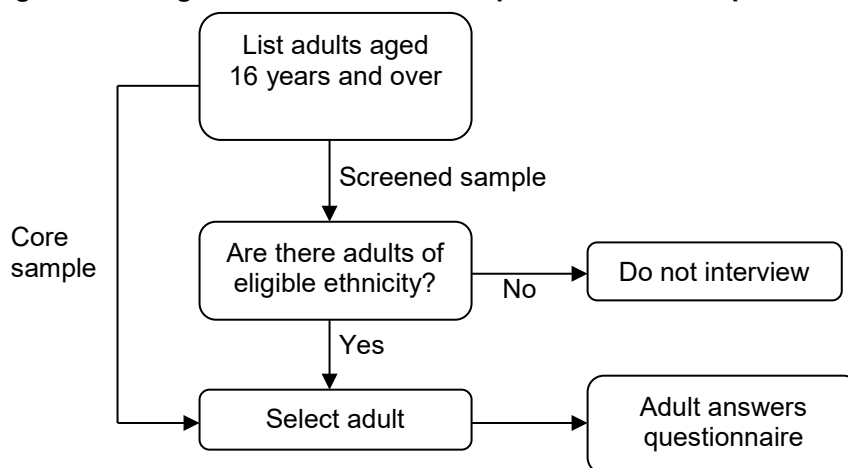 List adults aged
16 years and over
Screened sample
Core
sample
Are there adults of
eligible ethnicity?
No
Do not interview
Yes
Select adult
Adult answers
questionnaire